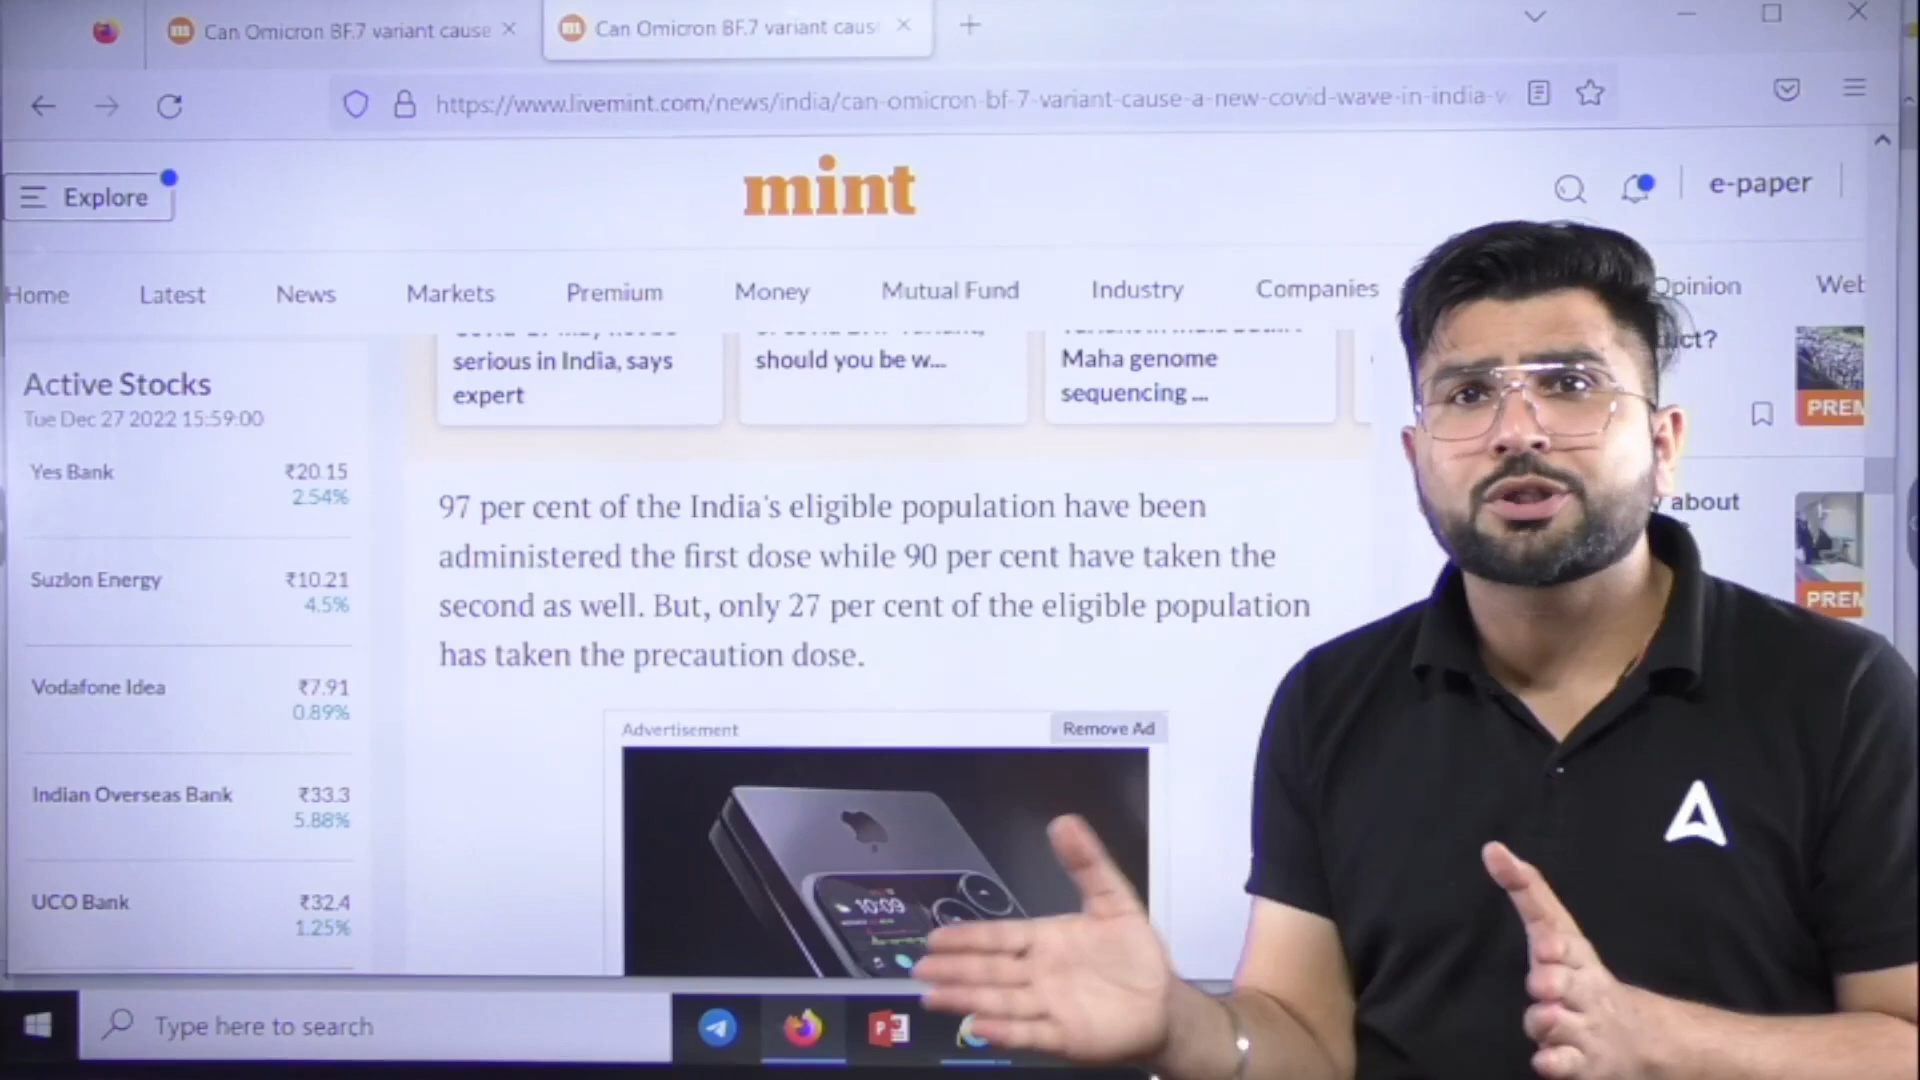 Can Omicron BF.7 variant cause
Can Omicron BF.7 variant caus
https://www.livemint.com/news/india/can-omicron-bf-7-variant-cause-a-new-covid-wave-in-india-w
Explore
mint
e-paper
Home Latest News Markets Premium Money Mutual Fund Industry Companies Opinion Web
Active Stocks
Tue Dec 27 2022 15:59:00
Yes Bank ₹20.15
2.54%
Suzlon Energy ₹10.21
4.5%
Vodafone Idea ₹7.91
0.89%
Indian Overseas Bank ₹33.3
5.88%
UCO Bank ₹32.4
1.25%
serious in India, says
expert
should you be w...
Maha genome
sequencing ...
97 per cent of the India's eligible population have been
administered the first dose while 90 per cent have taken the
second as well. But, only 27 per cent of the eligible population
has taken the precaution dose.
Advertisement Remove Ad
10:09
uct?
PREM
about
PREM
Type here to search